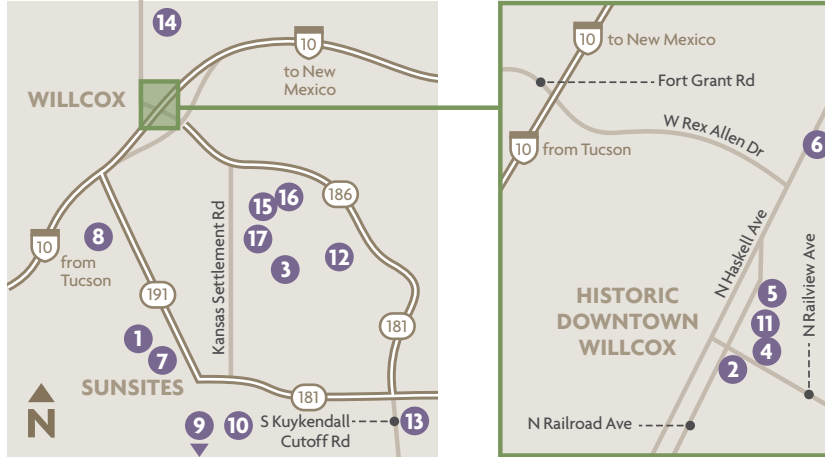 14
10
to New
Mexico
WILLCOX
186
15
16
Kansas Settlement Rd
17
8
10
from
Tucson
3
12
191
181
1
7
SUNSITES
181
N
9
10
S Kuykendall
Cutoff Rd
13
10
to New Mexico
Fort Grant Rd
W Rex Allen Dr
6
10
from Tucson
N Haskell Ave
N Railview Ave
HISTORIC
DOWNTOWN
WILLCOX
5
11
4
2
N Railroad Ave